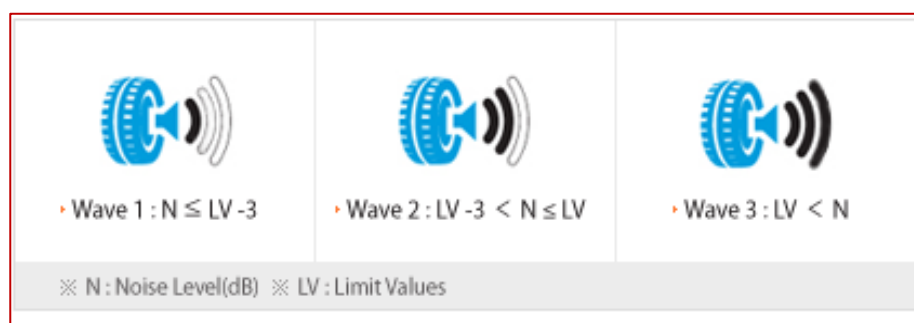 ‣ Wave 1 : N ≤ LV -3
‣ Wave 2 : LV -3 < N ≤ LV
‣ Wave 3 : LV < N
※ N : Noise Level(dB) ※ LV : Limit Values